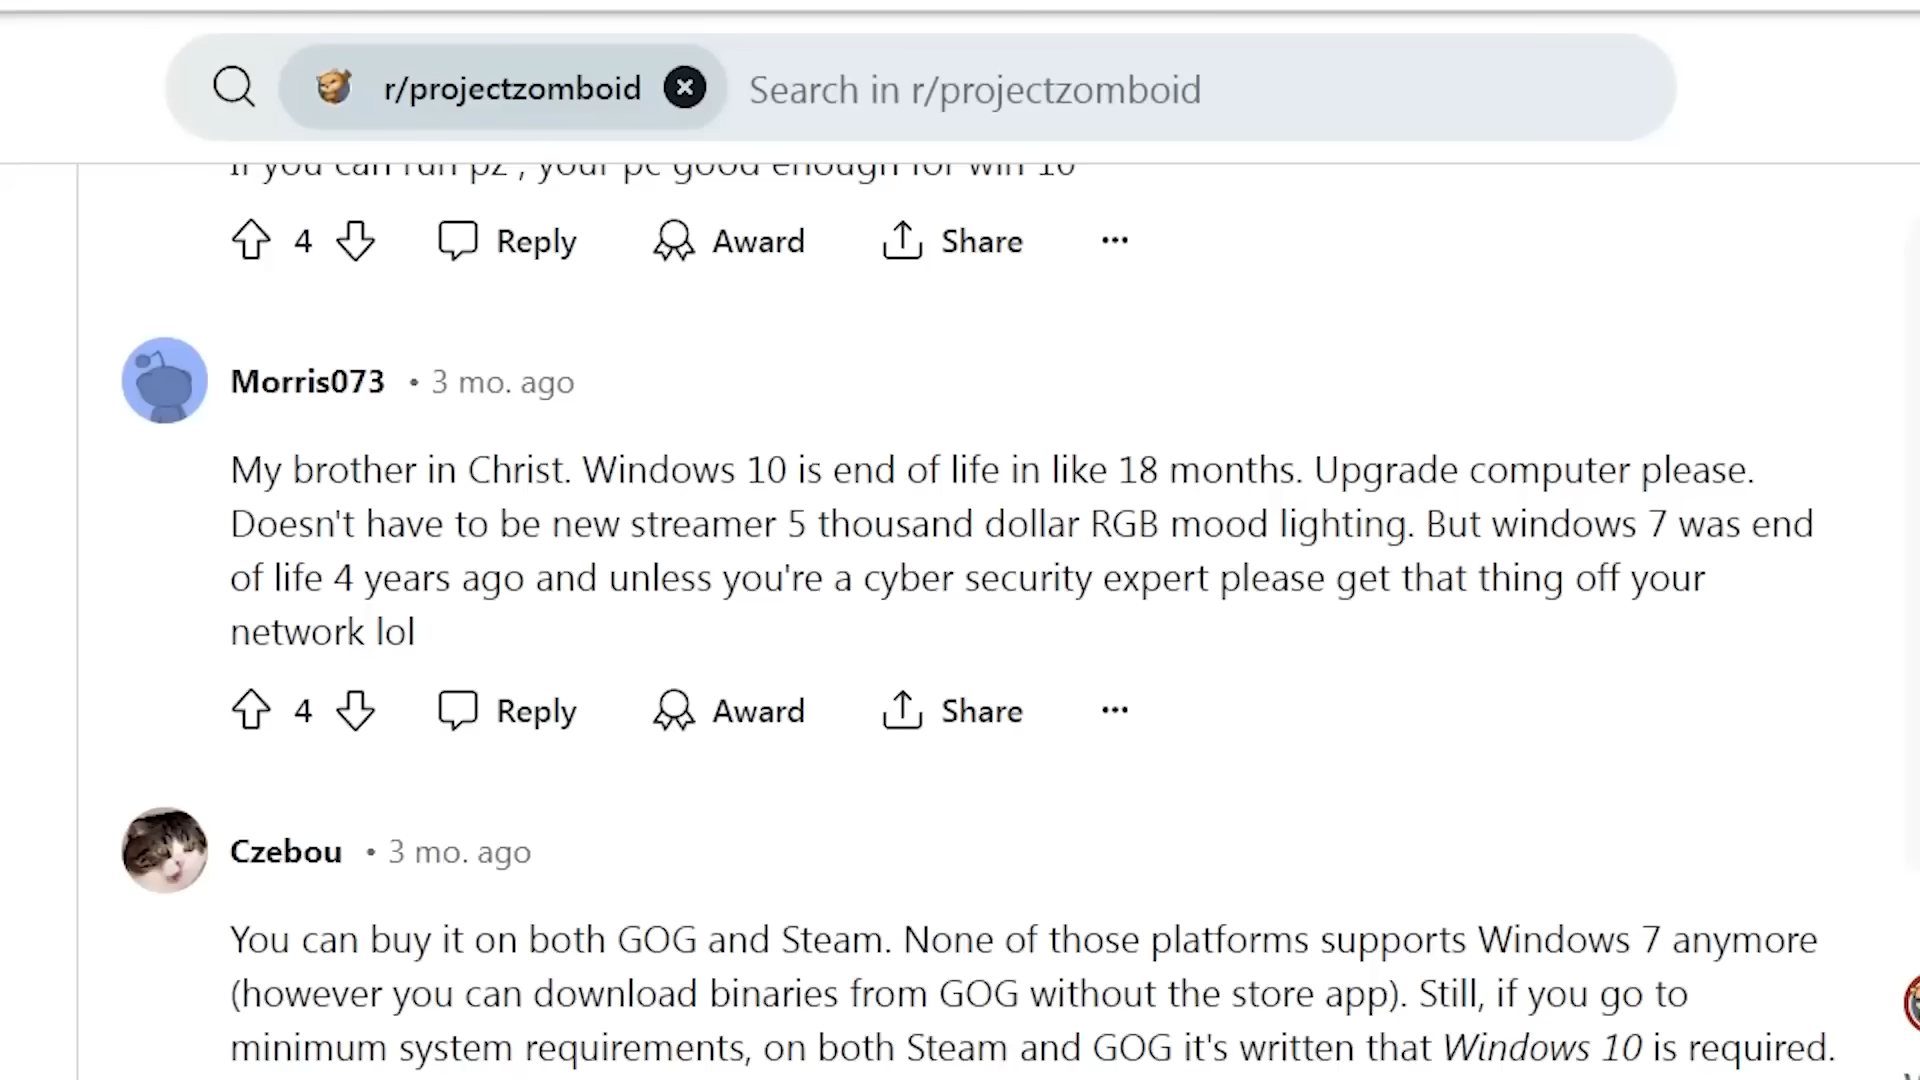 r/projectzomboid Search in r/projectzomboid
If you can run pz , your pc good enough for win 10
4 Reply Award Share ...
Morris073 • 3 mo. ago
My brother in Christ. Windows 10 is end of life in like 18 months. Upgrade computer please.
Doesn't have to be new streamer 5 thousand dollar RGB mood lighting. But windows 7 was end
of life 4 years ago and unless you're a cyber security expert please get that thing off your
network lol
4 Reply Award Share ...
Czebou • 3 mo. ago
You can buy it on both GOG and Steam. None of those platforms supports Windows 7 anymore
(however you can download binaries from GOG without the store app). Still, if you go to
minimum system requirements, on both Steam and GOG it's written that Windows 10 is required.